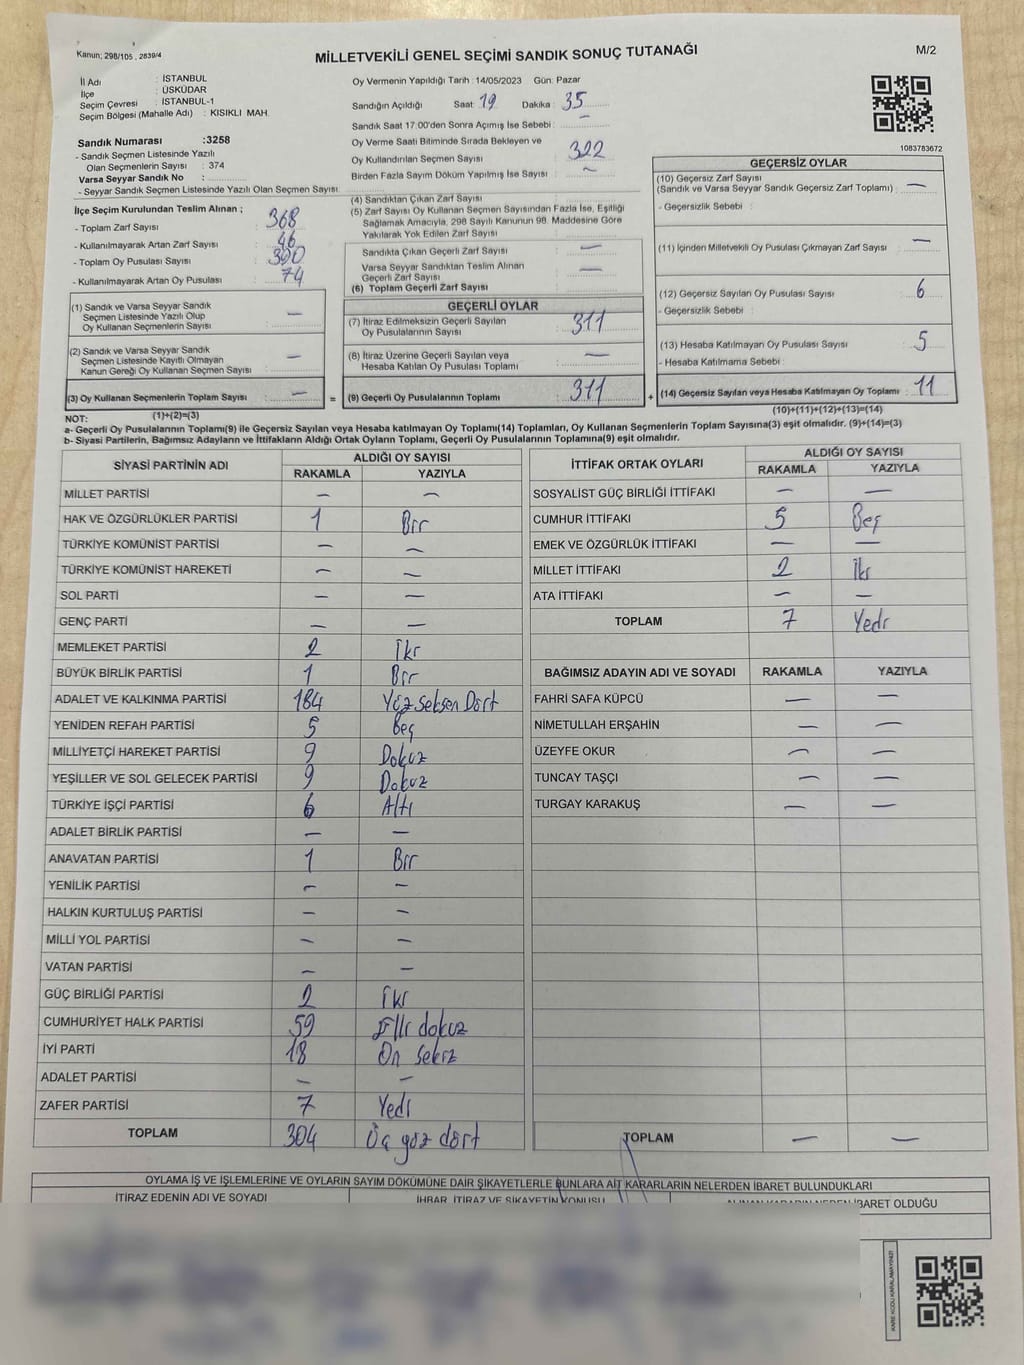 Kanun; 298/105 , 2839/4
MİLLETVEKİLİ GENEL SEÇİMİ SANDIK SONUÇ TUTANAĞI
M/2
İl Adı : İSTANBUL
İlçe : ÜSKÜDAR
Seçim Çevresi : İSTANBUL-1
Seçim Bölgesi (Mahalle Adı) : KISIKLI MAH.
Sandık Numarası :3258
- Sandık Seçmen Listesinde Yazılı
Olan Seçmenlerin Sayısı : 374
Varsa Seyyar Sandık No :
- Seyyar Sandık Seçmen Listesinde Yazılı Olan Seçmen Sayısı
Oy Vermenin Yapıldığı Tarih : 14/05/2023 Gün: Pazar
Sandığın Açıldığı Saat 19 Dakika : 35
Sandık Saat 17:00'den Sonra Açımış İse Sebebi : –
Oy Verme Saati Bitiminde Sırada Bekleyen ve
Oy Kullandırılan Seçmen Sayısı : 322
Birden Fazla Sayım Döküm Yapılmış İse Sayısı : ~
1083783672
İlçe Seçim Kurulundan Teslim Alınan ;
- Toplam Zarf Sayısı : 368
- Kullanılmayarak Artan Zarf Sayısı : 46
- Toplam Oy Pusulası Sayısı : 390
- Kullanılmayarak Artan Oy Pusulası : 74
(1) Sandık ve Varsa Seyyar Sandık
Seçmen Listesinde Yazılı Olup
Oy Kullanan Seçmenlerin Sayısı : –
(2) Sandık ve Varsa Seyyar Sandık
Seçmen Listesinde Kayıtlı Olmayan
Kanun Gereği Oy Kullanan Seçmen Sayısı : –
(3) Oy Kullanan Seçmenlerin Toplam Sayısı : –
=
(4) Sandıktan Çıkan Zarf Sayısı :
(5) Zarf Sayısı Oy Kullanan Seçmen Sayısından Fazla İse, Eşitliği
Sağlamak Amacıyla, 298 Sayılı Kanunun 98. Maddesine Göre
Yakılarak Yok Edilen Zarf Sayısı :
Sandıkta Çıkan Geçerli Zarf Sayısı : –
Varsa Seyyar Sandıktan Teslim Alınan
Geçerli Zarf Sayısı : –
(6) Toplam Geçerli Zarf Sayısı :
GEÇERLİ OYLAR
(7) İtiraz Edilmeksizin Geçerli Sayılan
Oy Pusulalarının Sayısı : 311
(8) İtiraz Üzerine Geçerli Sayılan veya
Hesaba Katılan Oy Pusulası Toplamı : –
(9) Geçerli Oy Pusulalarının Toplamı : 311
+
GEÇERSİZ OYLAR
(10) Geçersiz Zarf Sayısı
(Sandık ve Varsa Seyyar Sandık Geçersiz Zarf Toplamı) : –
- Geçersizlik Sebebi :
(11) İçinden Milletvekili Oy Pusulası Çıkmayan Zarf Sayısı : –
(12) Geçersiz Sayılan Oy Pusulası Sayısı : 6
- Geçersizlik Sebebi :
(13) Hesaba Katılmayan Oy Pusulası Sayısı : 5
- Hesaba Katılmama Sebebi :
(14) Geçersiz Sayılan veya Hesaba Katılmayan Oy Toplamı : 11
NOT: (1)+(2)=(3)
(10)+(11)+(12)+(13)=(14)
a- Geçerli Oy Pusulalarının Toplamı(9) ile Geçersiz Sayılan veya Hesaba katılmayan Oy Toplamı(14) Toplamları, Oy Kullanan Seçmenlerin Toplam Sayısına(3) eşit olmalıdır. (9)+(14)=(3)
b- Siyasi Partilerin, Bağımsız Adayların ve İttifakların Aldığı Ortak Oyların Toplamı, Geçerli Oy Pusulalarının Toplamına(9) eşit olmalıdır.
SİYASİ PARTİNİN ADI ALDIĞI OY SAYISI
RAKAMLA YAZIYLA
MİLLET PARTİSİ – –
HAK VE ÖZGÜRLÜKLER PARTİSİ 1 Bir
TÜRKİYE KOMÜNİST PARTİSİ – –
TÜRKİYE KOMÜNİST HAREKETİ – –
SOL PARTİ – –
GENÇ PARTİ – –
MEMLEKET PARTİSİ 2 İki
BÜYÜK BİRLİK PARTİSİ 1 Bir
ADALET VE KALKINMA PARTİSİ 184 Yüz seksen Dört
YENİDEN REFAH PARTİSİ 5 Beş
MİLLİYETÇİ HAREKET PARTİSİ 9 Dokuz
YEŞİLLER VE SOL GELECEK PARTİSİ 9 Dokuz
TÜRKİYE İŞÇİ PARTİSİ 6 Altı
ADALET BİRLİK PARTİSİ – –
ANAVATAN PARTİSİ 1 Bir
YENİLİK PARTİSİ – –
HALKIN KURTULUŞ PARTİSİ – –
MİLLİ YOL PARTİSİ – –
VATAN PARTİSİ – –
GÜÇ BİRLİĞİ PARTİSİ 2 İki
CUMHURİYET HALK PARTİSİ 59 Elli dokuz
İYİ PARTİ 18 On sekiz
ADALET PARTİSİ – –
ZAFER PARTİSİ 7 Yedi
TOPLAM 304 Üç yöz dört
İTTİFAK ORTAK OYLARI ALDIĞI OY SAYISI
RAKAMLA YAZIYLA
SOSYALİST GÜÇ BİRLİĞİ İTTİFAKI – –
CUMHUR İTTİFAKI 5 Beş
EMEK VE ÖZGÜRLÜK İTTİFAKI – –
MİLLET İTTİFAKI 2 İki
ATA İTTİFAKI – –
TOPLAM 7 Yedi
BAĞIMSIZ ADAYIN ADI VE SOYADI RAKAMLA YAZIYLA
FAHRİ SAFA KÜPCÜ – –
NİMETULLAH ERŞAHİN – –
ÜZEYFE OKUR – –
TUNCAY TAŞÇI – –
TURGAY KARAKUŞ – –
TOPLAM – –
OYLAMA İŞ VE İŞLEMLERİNE VE OYLARIN SAYIM DÖKÜMÜNE DAİR ŞİKAYETLERLE BUNLARA AİT KARARLARIN NELERDEN İBARET BULUNDUKLARI
İTİRAZ EDENİN ADI VE SOYADI
İHBAR, İTİRAZ VE ŞİKAYETİN KONUSU
ALINAN KARARIN NEDEN İBARET OLDUĞU